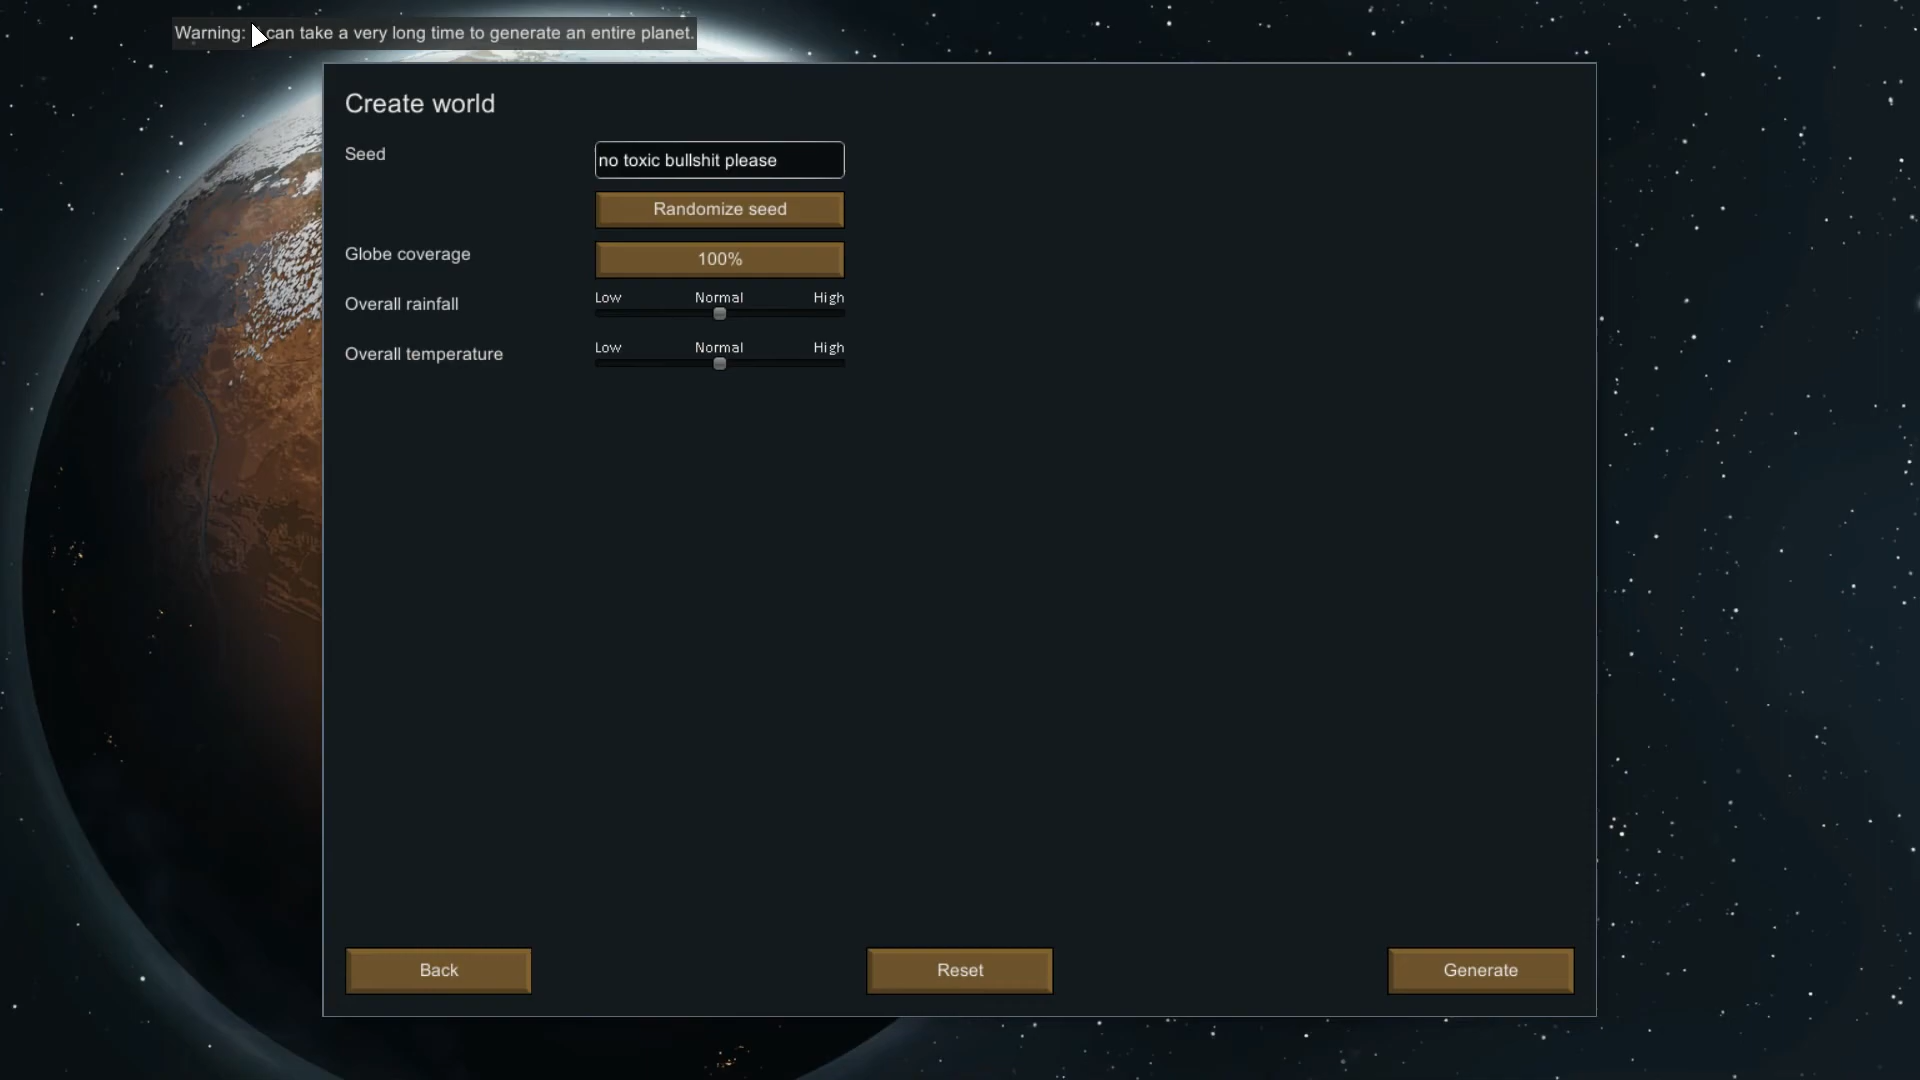 Warning: can take a very long time to generate an entire planet.
Create world
Seed
no toxic bullshit please
Randomize seed
Globe coverage
100%
Overall rainfall
Low Normal High
Overall temperature
Low Normal High
Back
Reset
Generate